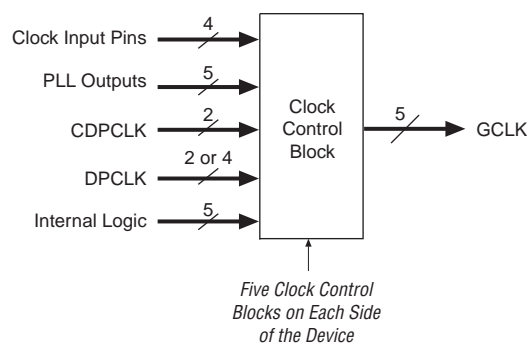 Clock Input Pins
4
PLL Outputs
5
CDPCLK
2
DPCLK
2 or 4
Internal Logic
5
Clock
Control
Block
5
GCLK
Five Clock Control
Blocks on Each Side
of the Device